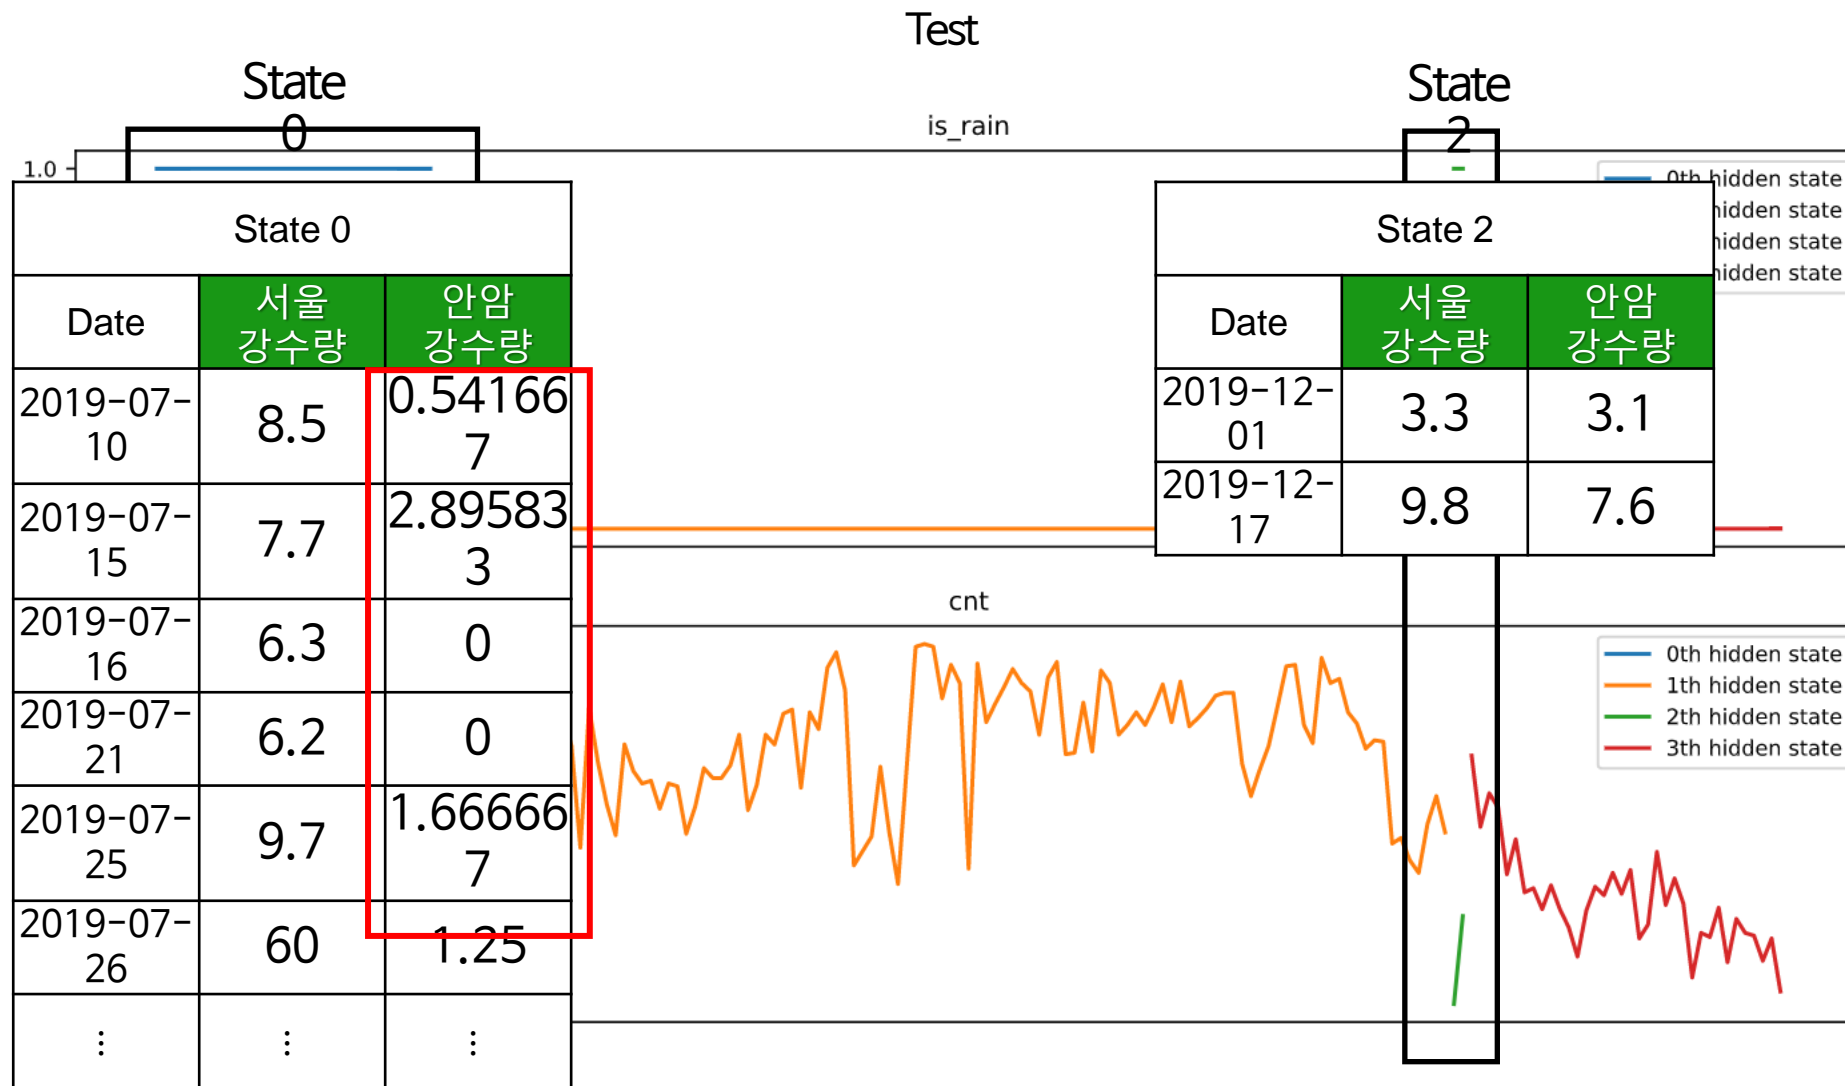 Test
State
0
State
2
is_rain
1.0
0th hidden state
hidden state
hidden state
hidden state
State 0
Date
서울
강수량
안암
강수량
2019-07-
10
8.5
0.54166
7
2019-07-
15
7.7
2.89583
3
2019-07-
16
6.3
0
2019-07-
21
6.2
0
2019-07-
25
9.7
1.66666
7
2019-07-
26
60
1.25
⋮
⋮
⋮
State 2
Date
서울
강수량
안암
강수량
2019-12-
01
3.3
3.1
2019-12-
17
9.8
7.6
cnt
0th hidden state
1th hidden state
2th hidden state
3th hidden state